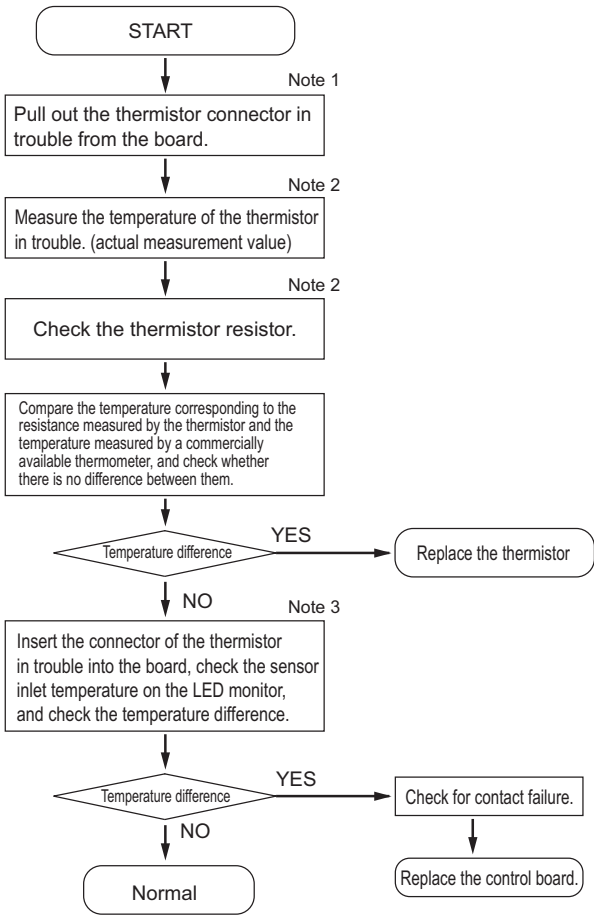 START
Note 1
Pull out the thermistor connector in
trouble from the board.
Note 2
Measure the temperature of the thermistor
in trouble. (actual measurement value)
Note 2
Check the thermistor resistor.
Compare the temperature corresponding to the
resistance measured by the thermistor and the
temperature measured by a commercially
available thermometer, and check whether
there is no difference between them.
Temperature difference
YES
Replace the thermistor
NO
Note 3
Insert the connector of the thermistor
in trouble into the board, check the sensor
inlet temperature on the LED monitor,
and check the temperature difference.
Temperature difference
YES
Check for contact failure.
NO
Replace the control board.
Normal